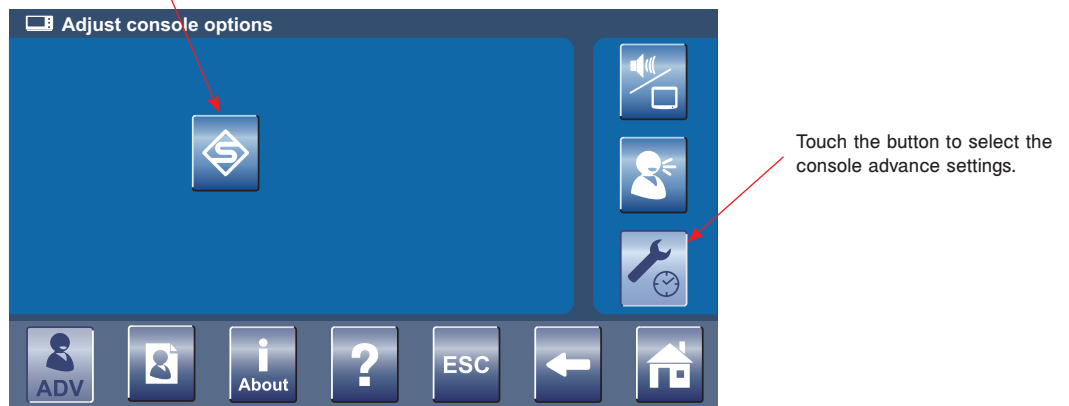 Adjust console options
Touch the button to select the
console advance settings.
S
ADV
i
About
?
ESC